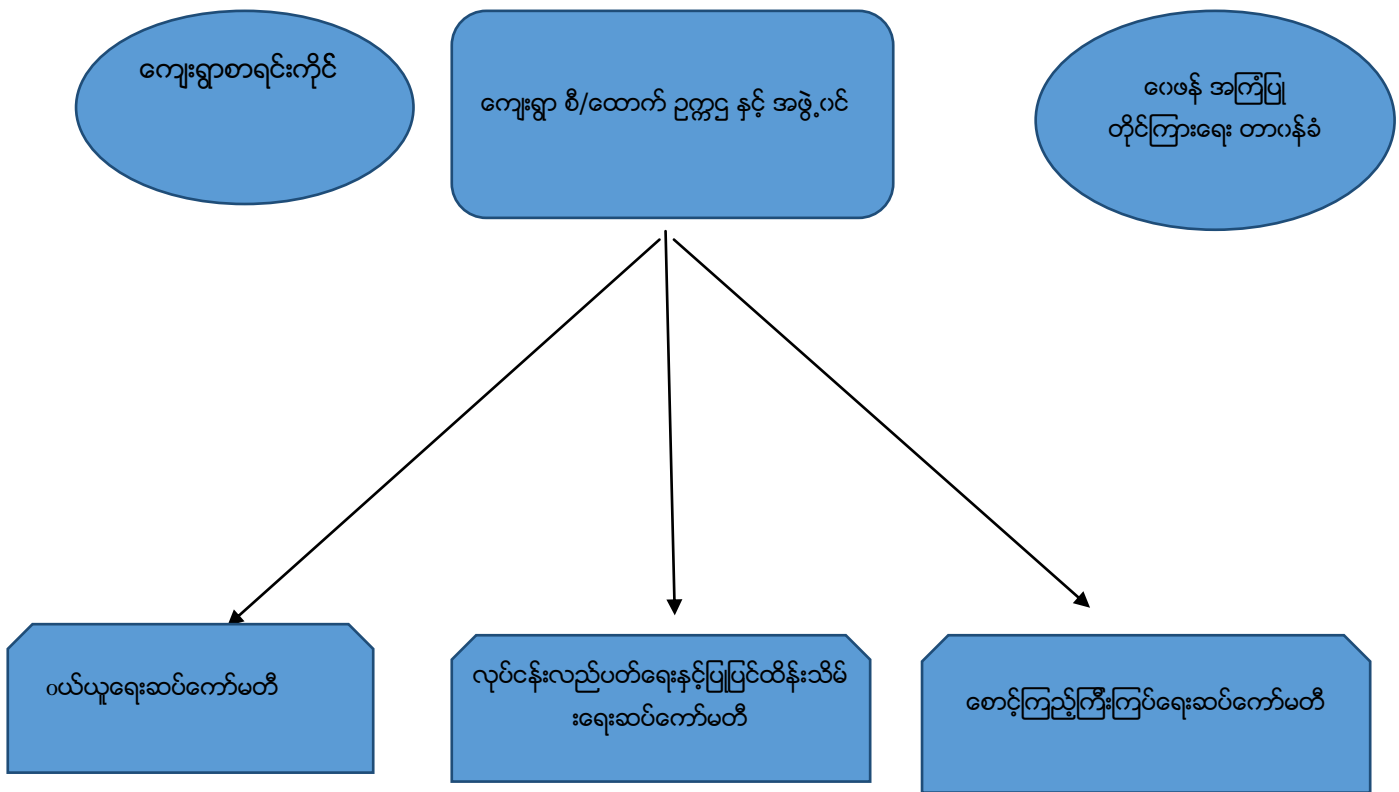 ကျေးရွာစာရင်းကိုင်
ကျေးရွာ စီ/ထောက် ဥက္ကဌ နှင့် အဖွဲ့ဝင်
ဝေဖန် အကြံပြု
တိုင်ကြားရေး တာဝန်ခံ
ဝယ်ယူရေးဆပ်ကော်မတီ
လုပ်ငန်းလည်ပတ်ရေးနှင့်ပြုပြင်ထိန်းသိမ်
းရေးဆပ်ကော်မတီ
စောင့်ကြည့်ကြီးကြပ်ရေးဆပ်ကော်မတီ